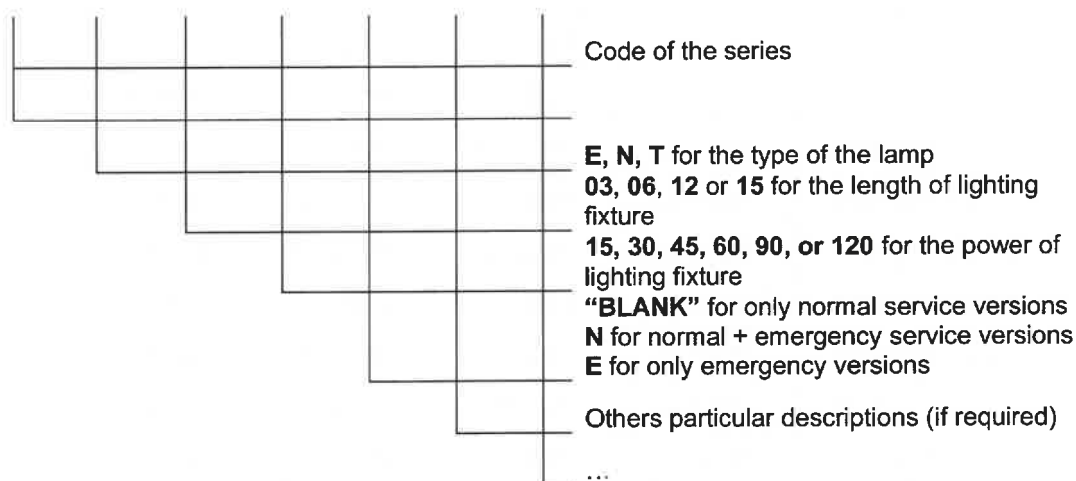 Code of the series
E, N, T for the type of the lamp
03, 06, 12 or 15 for the length of lighting
fixture
15, 30, 45, 60, 90, or 120 for the power of
lighting fixture
“BLANK” for only normal service versions
N for normal + emergency service versions
E for only emergency versions
Others particular descriptions (if required)
...